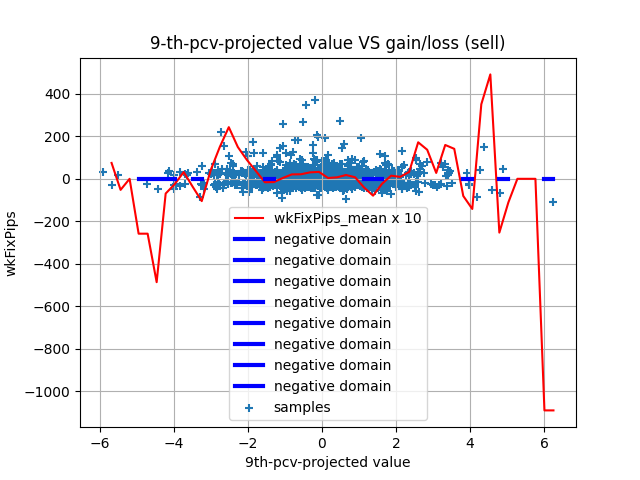 9-th-pcv-projected value VS gain/loss (sell)
wkFixPips
400
200
0
−200
−400
−600
−800
−1000
wkFixPips_mean x 10
negative domain
negative domain
negative domain
negative domain
negative domain
negative domain
negative domain
negative domain
samples
−6 −4 −2 0 2 4 6
9th-pcv-projected value